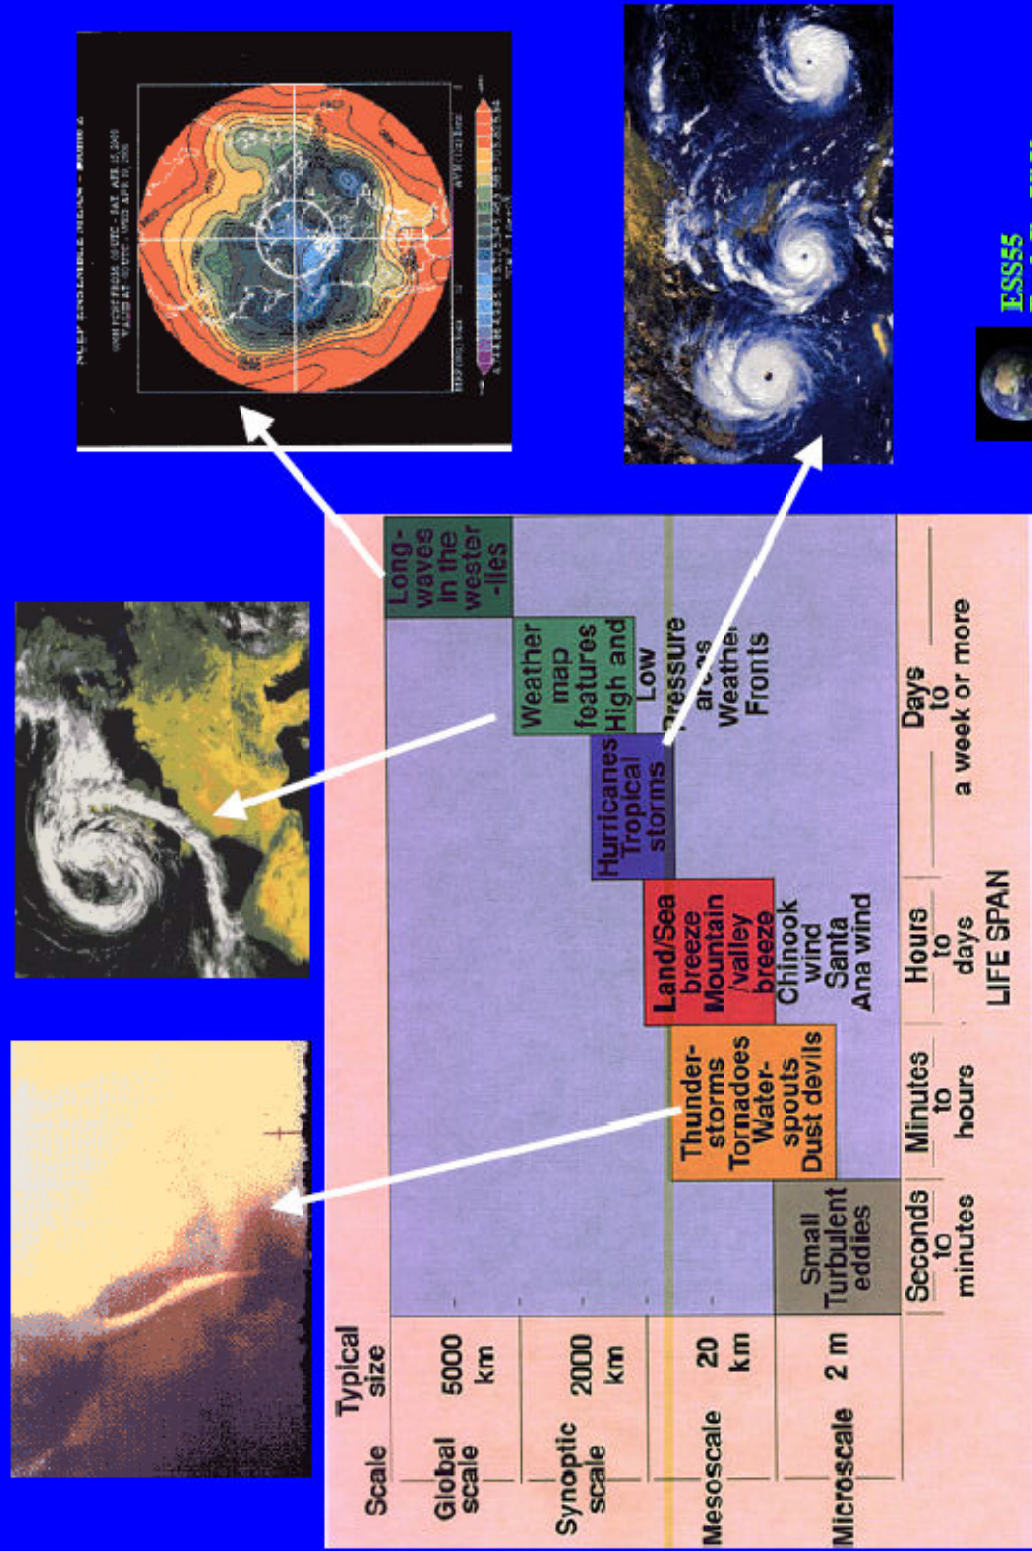 Scale
Typical
size
Global
scale
5000
km
Synoptic
scale
2000
km
Mesoscale
20
km
Microscale
2 m
Long-
waves
in the
wester
-lies
Weather
map
features
High and
Low
Pressure
areas
Weather
Fronts
Hurricanes
Tropical
storms
Land/Sea
breeze
Mountain
/valley
breeze
Chinook
wind
Santa
Ana wind
Thunder-
storms
Tornadoes
Water-
spouts
Dust devils
Small
Turbulent
eddies
Seconds
to
minutes
Minutes
to
hours
Hours
to
days
Days
to
a week or more
LIFE SPAN
ESS55